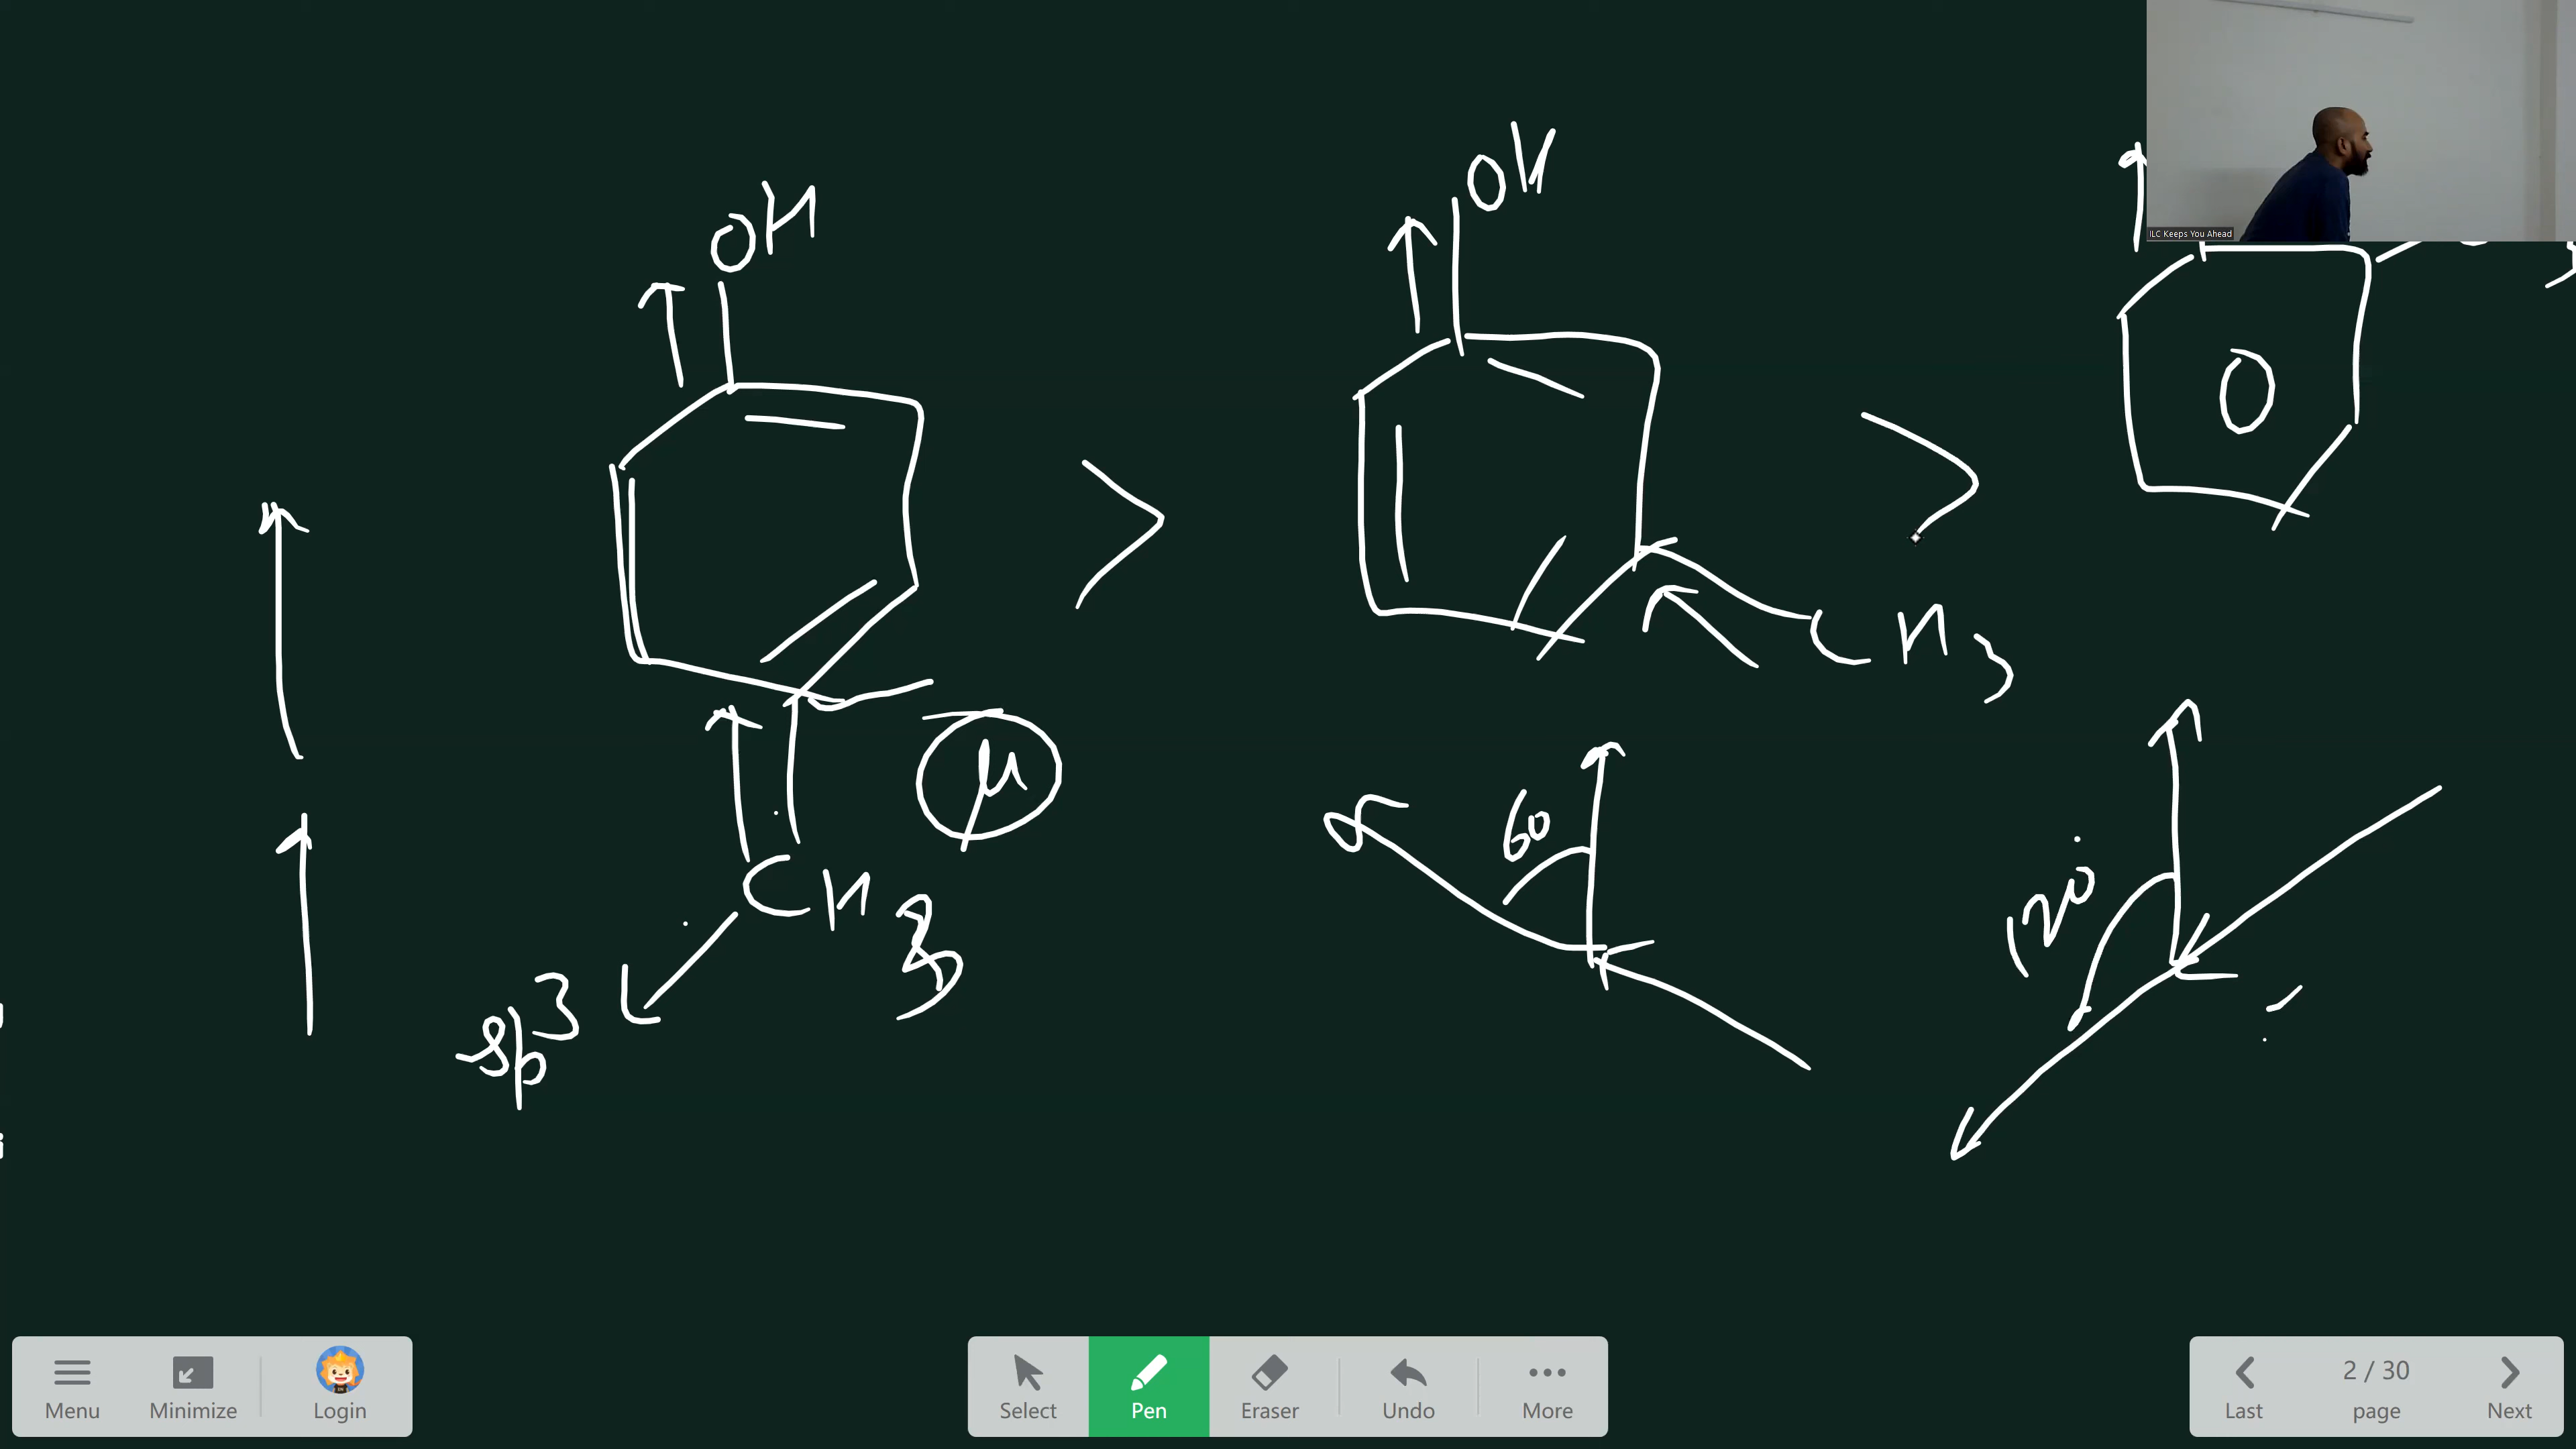 OH
OH
ILC Keeps You Ahead
CH3
μ
CH3
sp3
60
120°
Menu
Minimize
Login
Select
Pen
Eraser
Undo
More
2 / 30
Last
page
Next